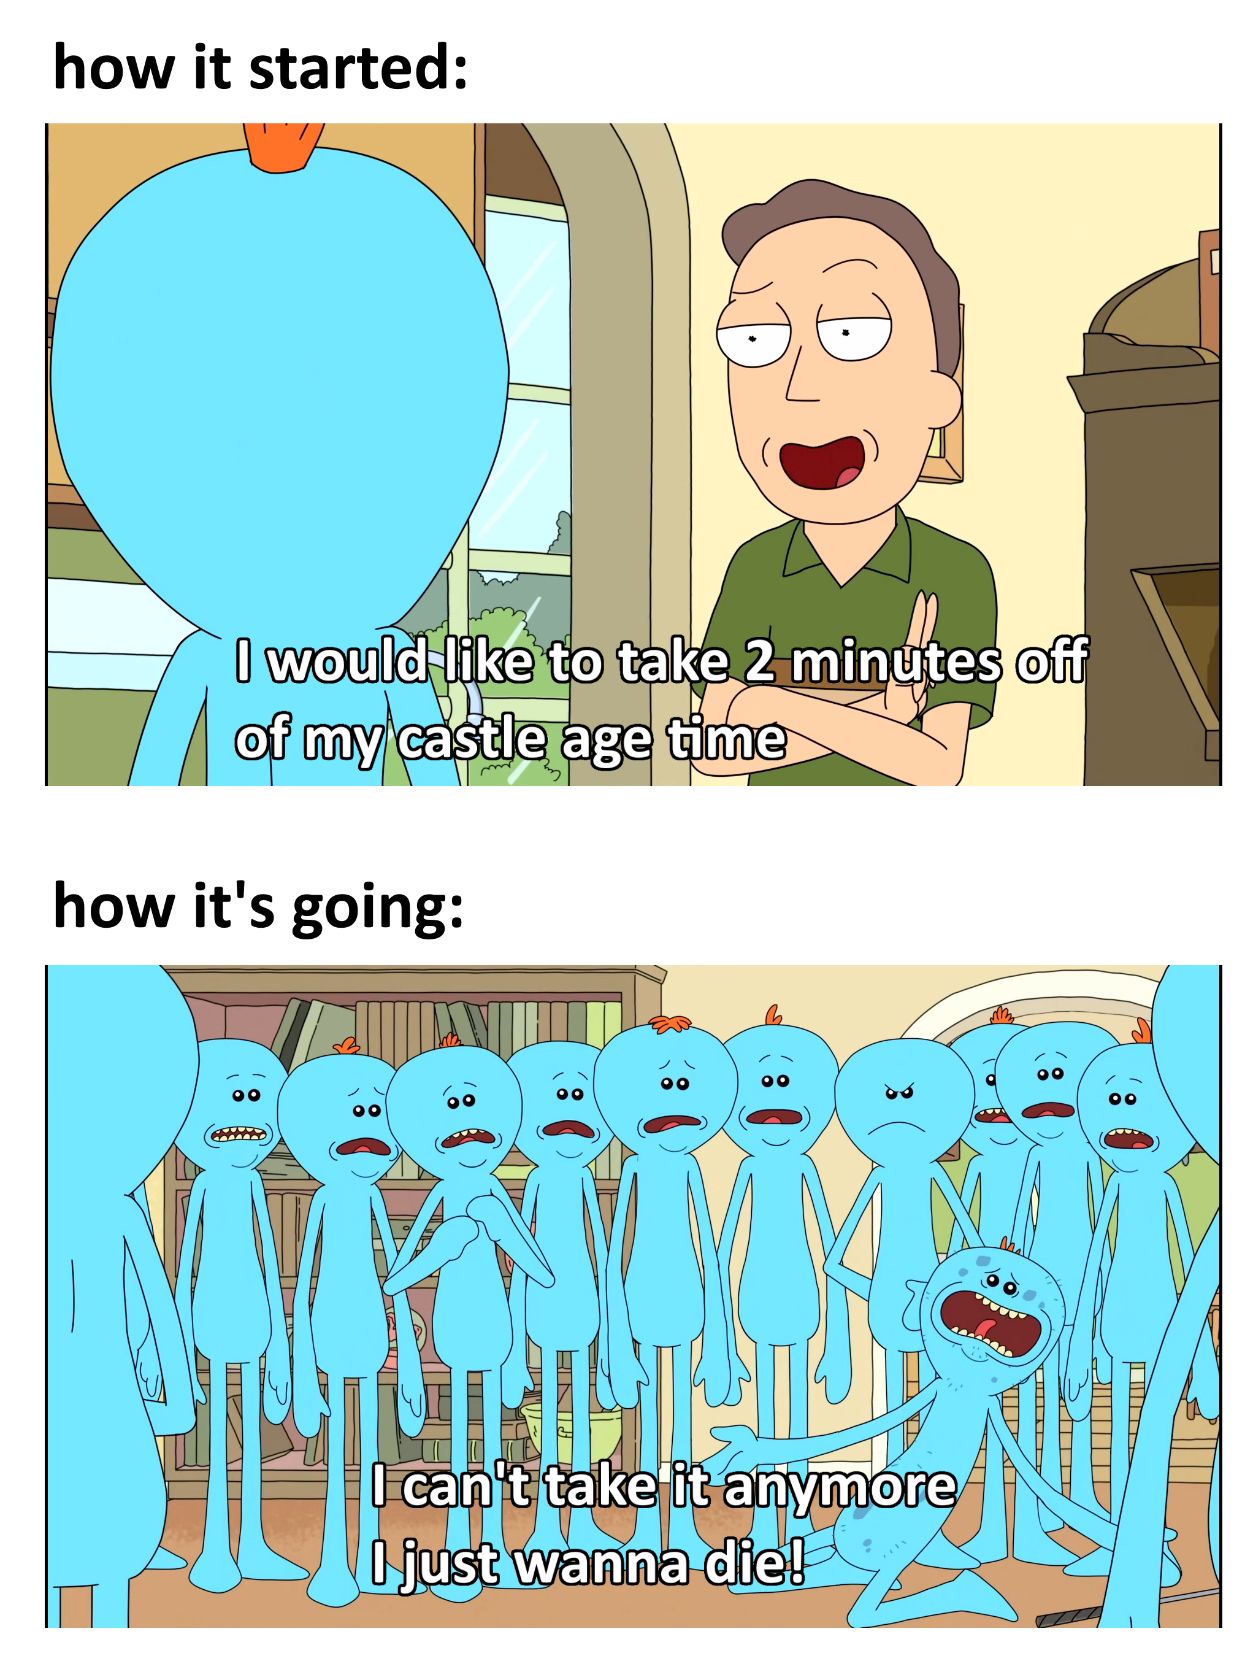 how it started:
I would like to take 2 minutes off
of my castle age time
how it's going:
I can't take it anymore
I just wanna die!